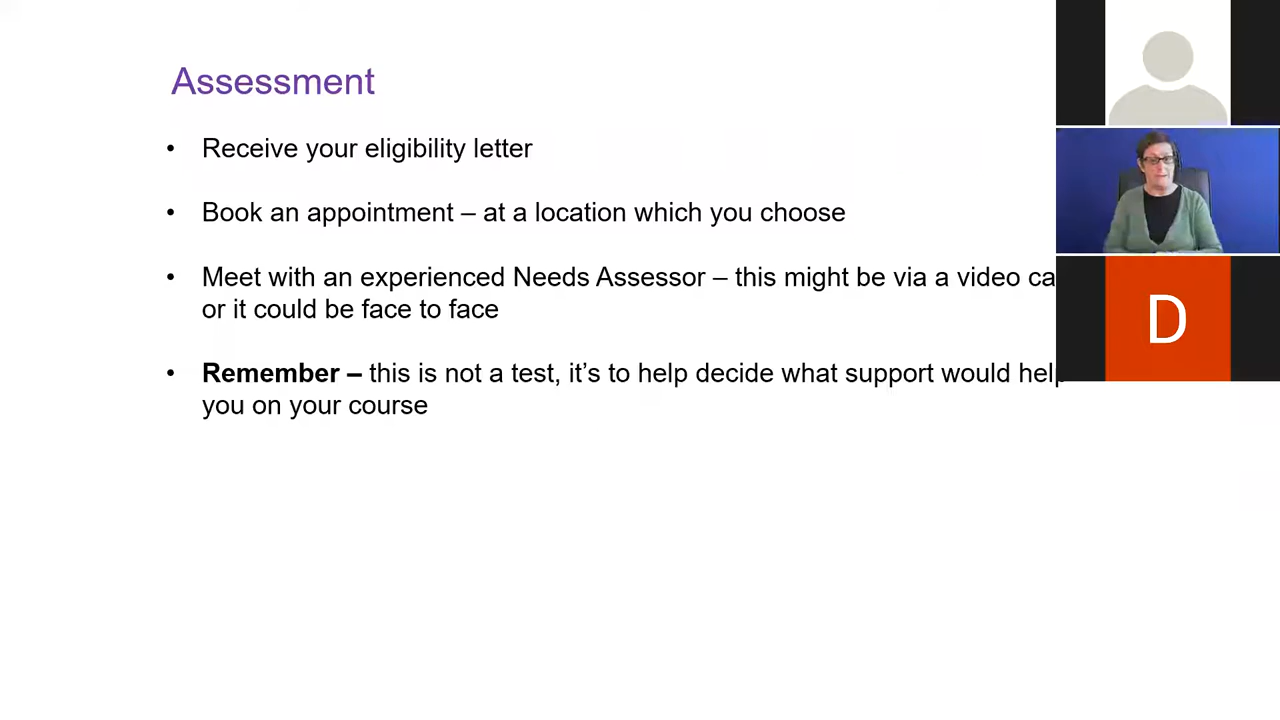 Assessment
• Receive your eligibility letter
• Book an appointment – at a location which you choose
• Meet with an experienced Needs Assessor – this might be via a video ca
or it could be face to face
• Remember – this is not a test, it’s to help decide what support would help
you on your course
D